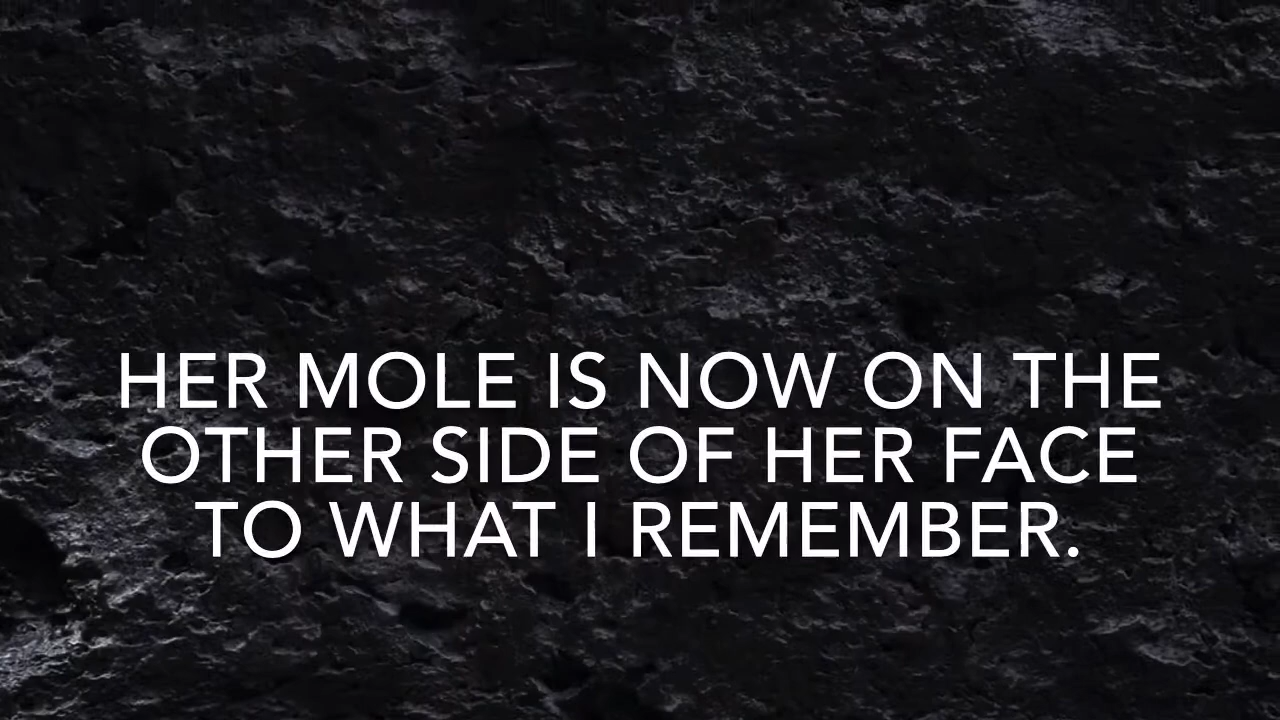 HER MOLE IS NOW ON THE
OTHER SIDE OF HER FACE
TO WHAT I REMEMBER.